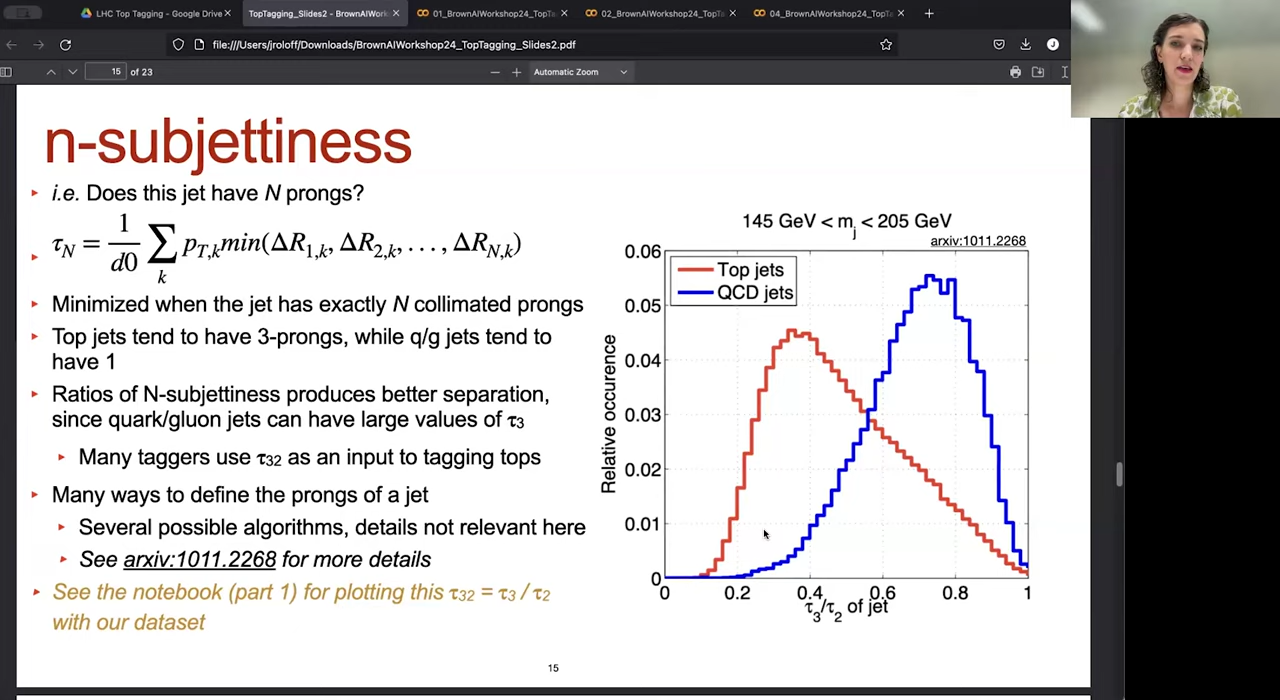 LHC Top Tagging - Google Drive
TopTagging_Slides2 - BrownAIWork
01_BrownAIWorkshop24_TopTa
02_BrownAIWorkshop24_TopTa
04_BrownAIWorkshop24_TopTa
file:///Users/jroloff/Downloads/BrownAIWorkshop24_TopTagging_Slides2.pdf
J
15 of 23
Automatic Zoom
n-subjettiness
i.e. Does this jet have N prongs?
τN = 1/d0 ∑k pT,k min(ΔR1,k, ΔR2,k, . . . , ΔRN,k)
Minimized when the jet has exactly N collimated prongs
Top jets tend to have 3-prongs, while q/g jets tend to
have 1
Ratios of N-subjettiness produces better separation,
since quark/gluon jets can have large values of τ3
Many taggers use τ32 as an input to tagging tops
Many ways to define the prongs of a jet
Several possible algorithms, details not relevant here
See arxiv:1011.2268 for more details
See the notebook (part 1) for plotting this τ32 = τ3 / τ2
with our dataset
145 GeV < mj < 205 GeV
arxiv:1011.2268
Top jets
QCD jets
Relative occurence
0.06
0.05
0.04
0.03
0.02
0.01
0
0 0.2 0.4 0.6 0.8 1
τ3/τ2 of jet
15